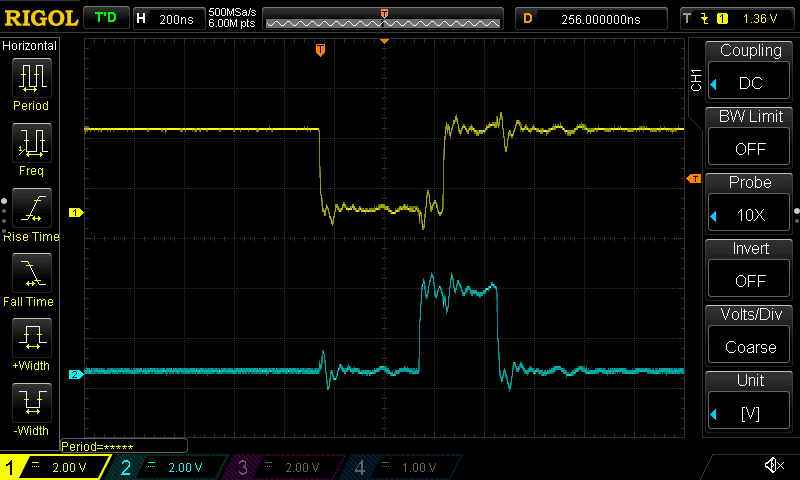 RIGOL T'D H 200ns 500MSa/s 6.00M pts T D 256.000000ns T 1 1.36 V
Horizontal
Period
Freq
Rise Time
Fall Time
+Width
-Width
T
1
2
T
Period=*****
CH1
Coupling
DC
BW Limit
OFF
Probe
10X
Invert
OFF
Volts/Div
Coarse
Unit
[V]
1 2.00 V 2 2.00 V 3 2.00 V 4 1.00 V